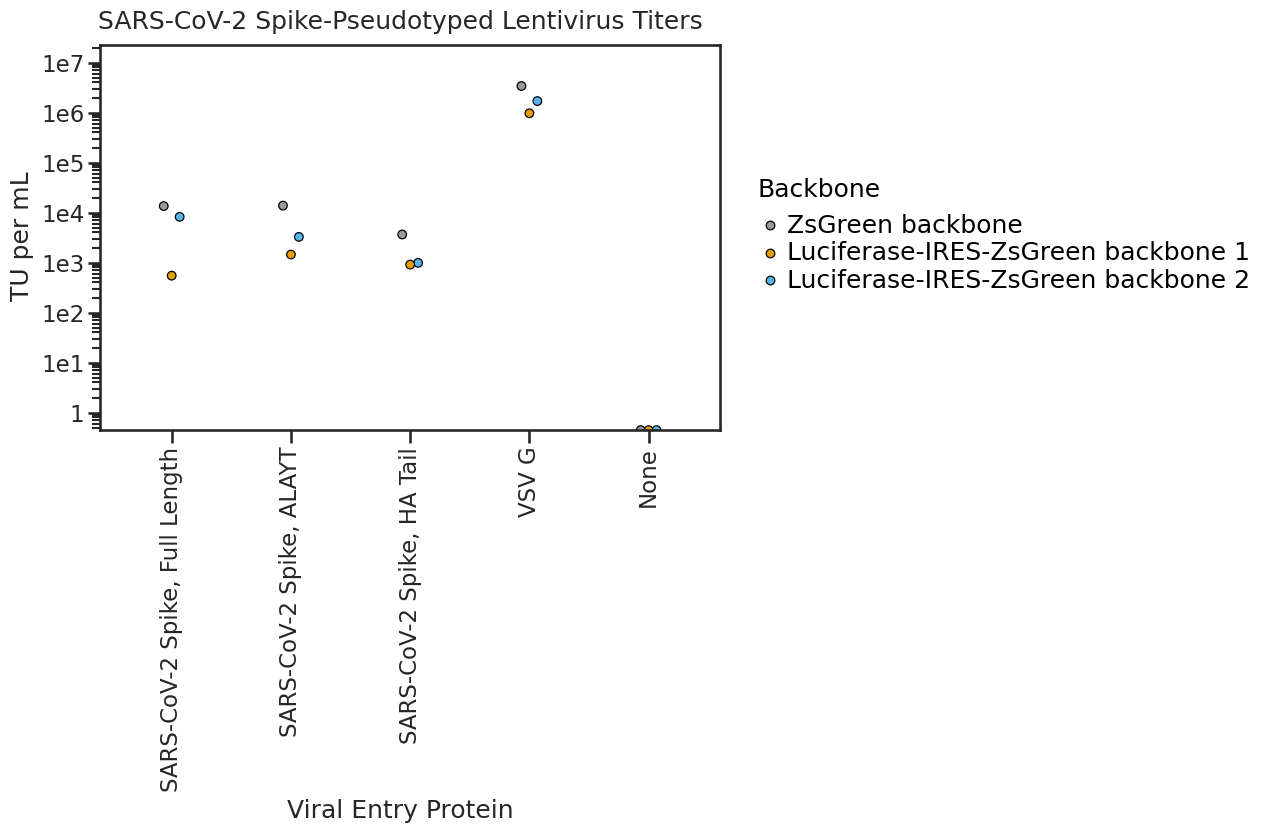 SARS-CoV-2 Spike-Pseudotyped Lentivirus Titers
TU per mL
1e7
1e6
1e5
1e4
1e3
1e2
1e1
1
SARS-CoV-2 Spike, Full Length
SARS-CoV-2 Spike, ALAYT
SARS-CoV-2 Spike, HA Tail
VSV G
None
Viral Entry Protein
Backbone
ZsGreen backbone
Luciferase-IRES-ZsGreen backbone 1
Luciferase-IRES-ZsGreen backbone 2